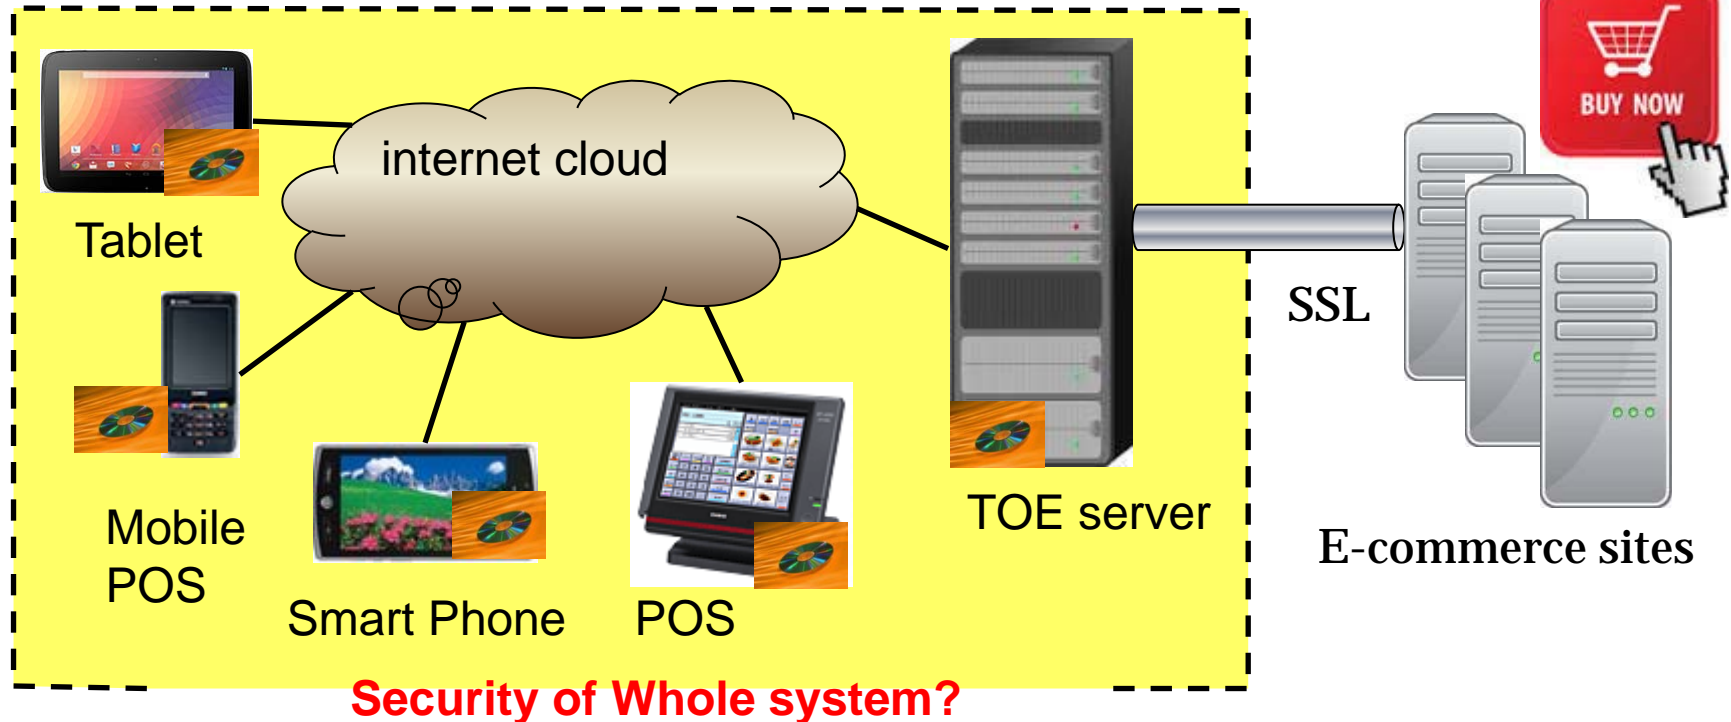 BUY NOW
internet cloud
Tablet
SSL
Mobile
POS
TOE server
E-commerce sites
Smart Phone
POS
Security of Whole system?